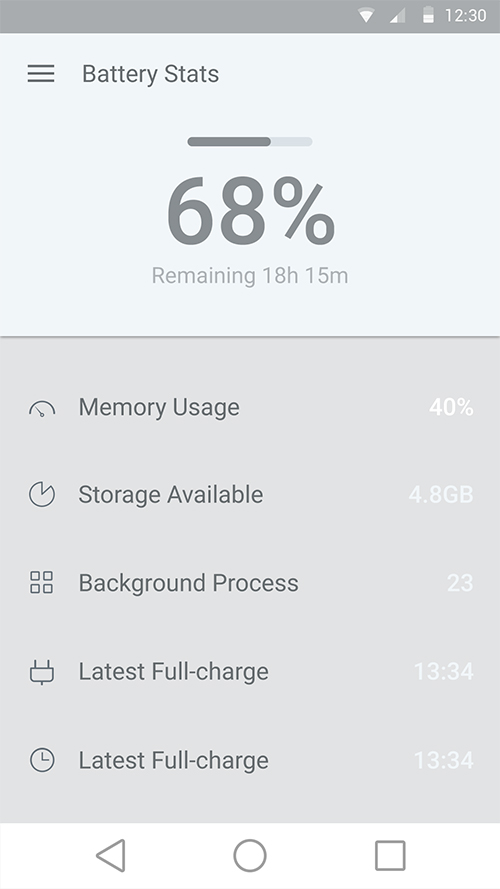 12:30
Battery Stats
68%
Remaining 18h 15m
Memory Usage 40%
Storage Available 4.8GB
Background Process 23
Latest Full-charge 13:34
Latest Full-charge 13:34